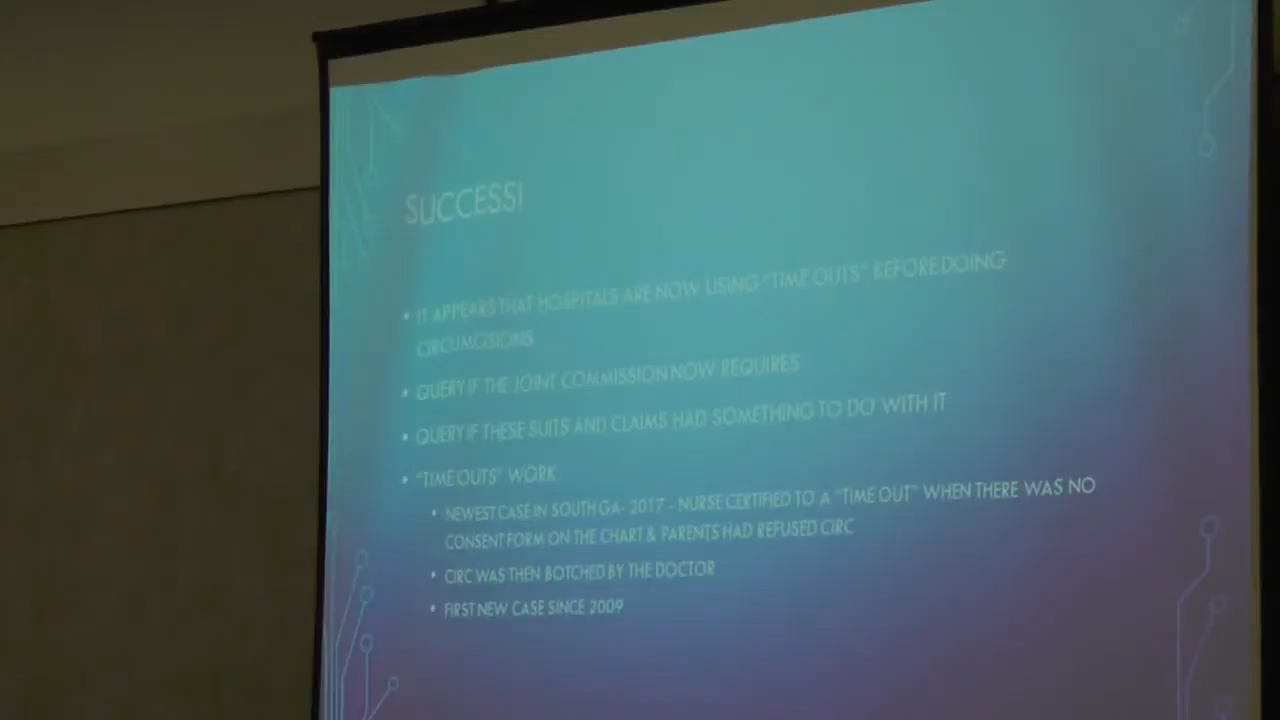 SUCCESS!
• IT APPEARS THAT HOSPITALS ARE NOW USING "TIME OUTS" BEFORE DOING
CIRCUMCISIONS
• QUERY IF THE JOINT COMMISSION NOW REQUIRES
• QUERY IF THESE SUITS AND CLAIMS HAD SOMETHING TO DO WITH IT
• "TIME OUTS" WORK
• NEWEST CASE IN SOUTH GA- 2017 - NURSE CERTIFIED TO A "TIME OUT" WHEN THERE WAS NO
CONSENT FORM ON THE CHART & PARENTS HAD REFUSED CIRC
• CIRC WAS THEN BOTCHED BY THE DOCTOR
• FIRST NEW CASE SINCE 2009